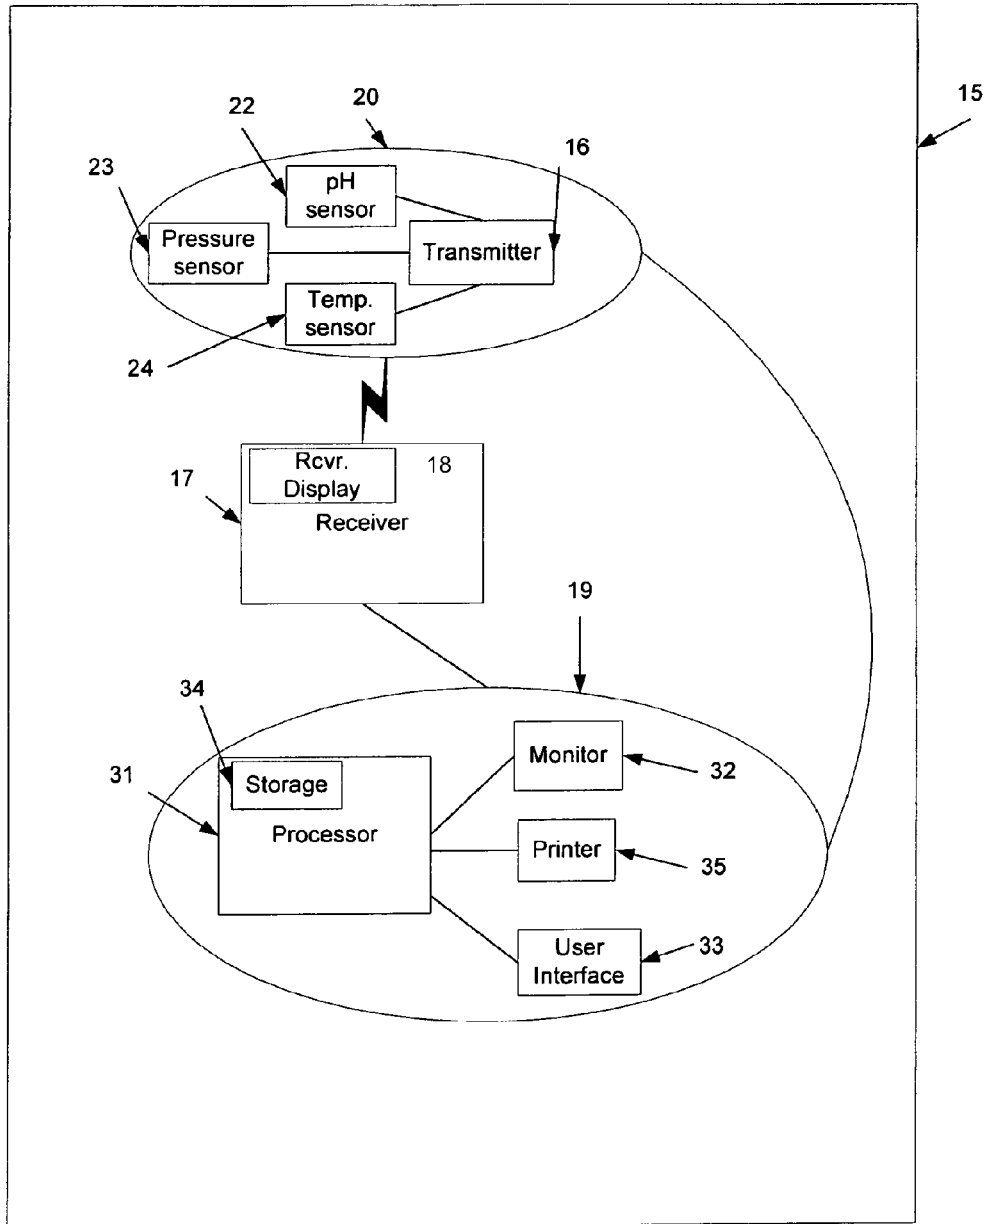 15
20
22
16
23
pH
sensor
Pressure
sensor
Transmitter
Temp.
sensor
24
Rcvr.
Display
18
17
Receiver
19
34
Monitor
32
31
Storage
Processor
Printer
35
User
Interface
33